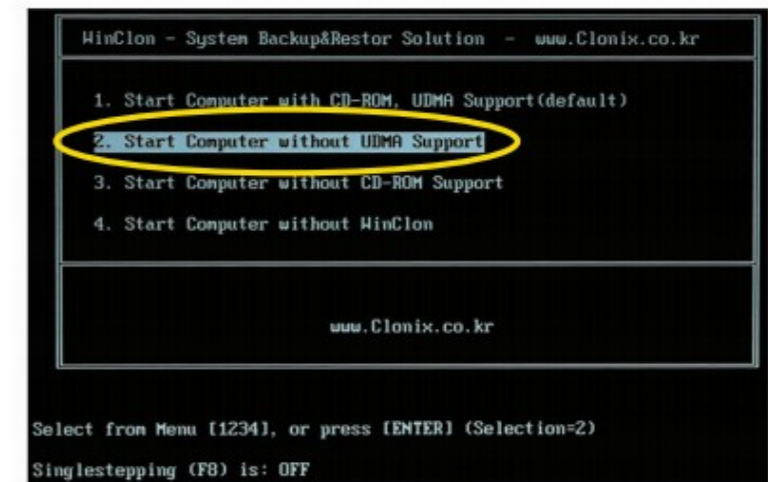 WinClon - System Backup&Restor Solution - www.Clonix.co.kr
1. Start Computer with CD-ROM, UDMA Support(default)
2. Start Computer without UDMA Support
3. Start Computer without CD-ROM Support
4. Start Computer without WinClon
www.Clonix.co.kr
Select from Menu [1234], or press [ENTER] (Selection=2)
Singlestepping (F8) is: OFF